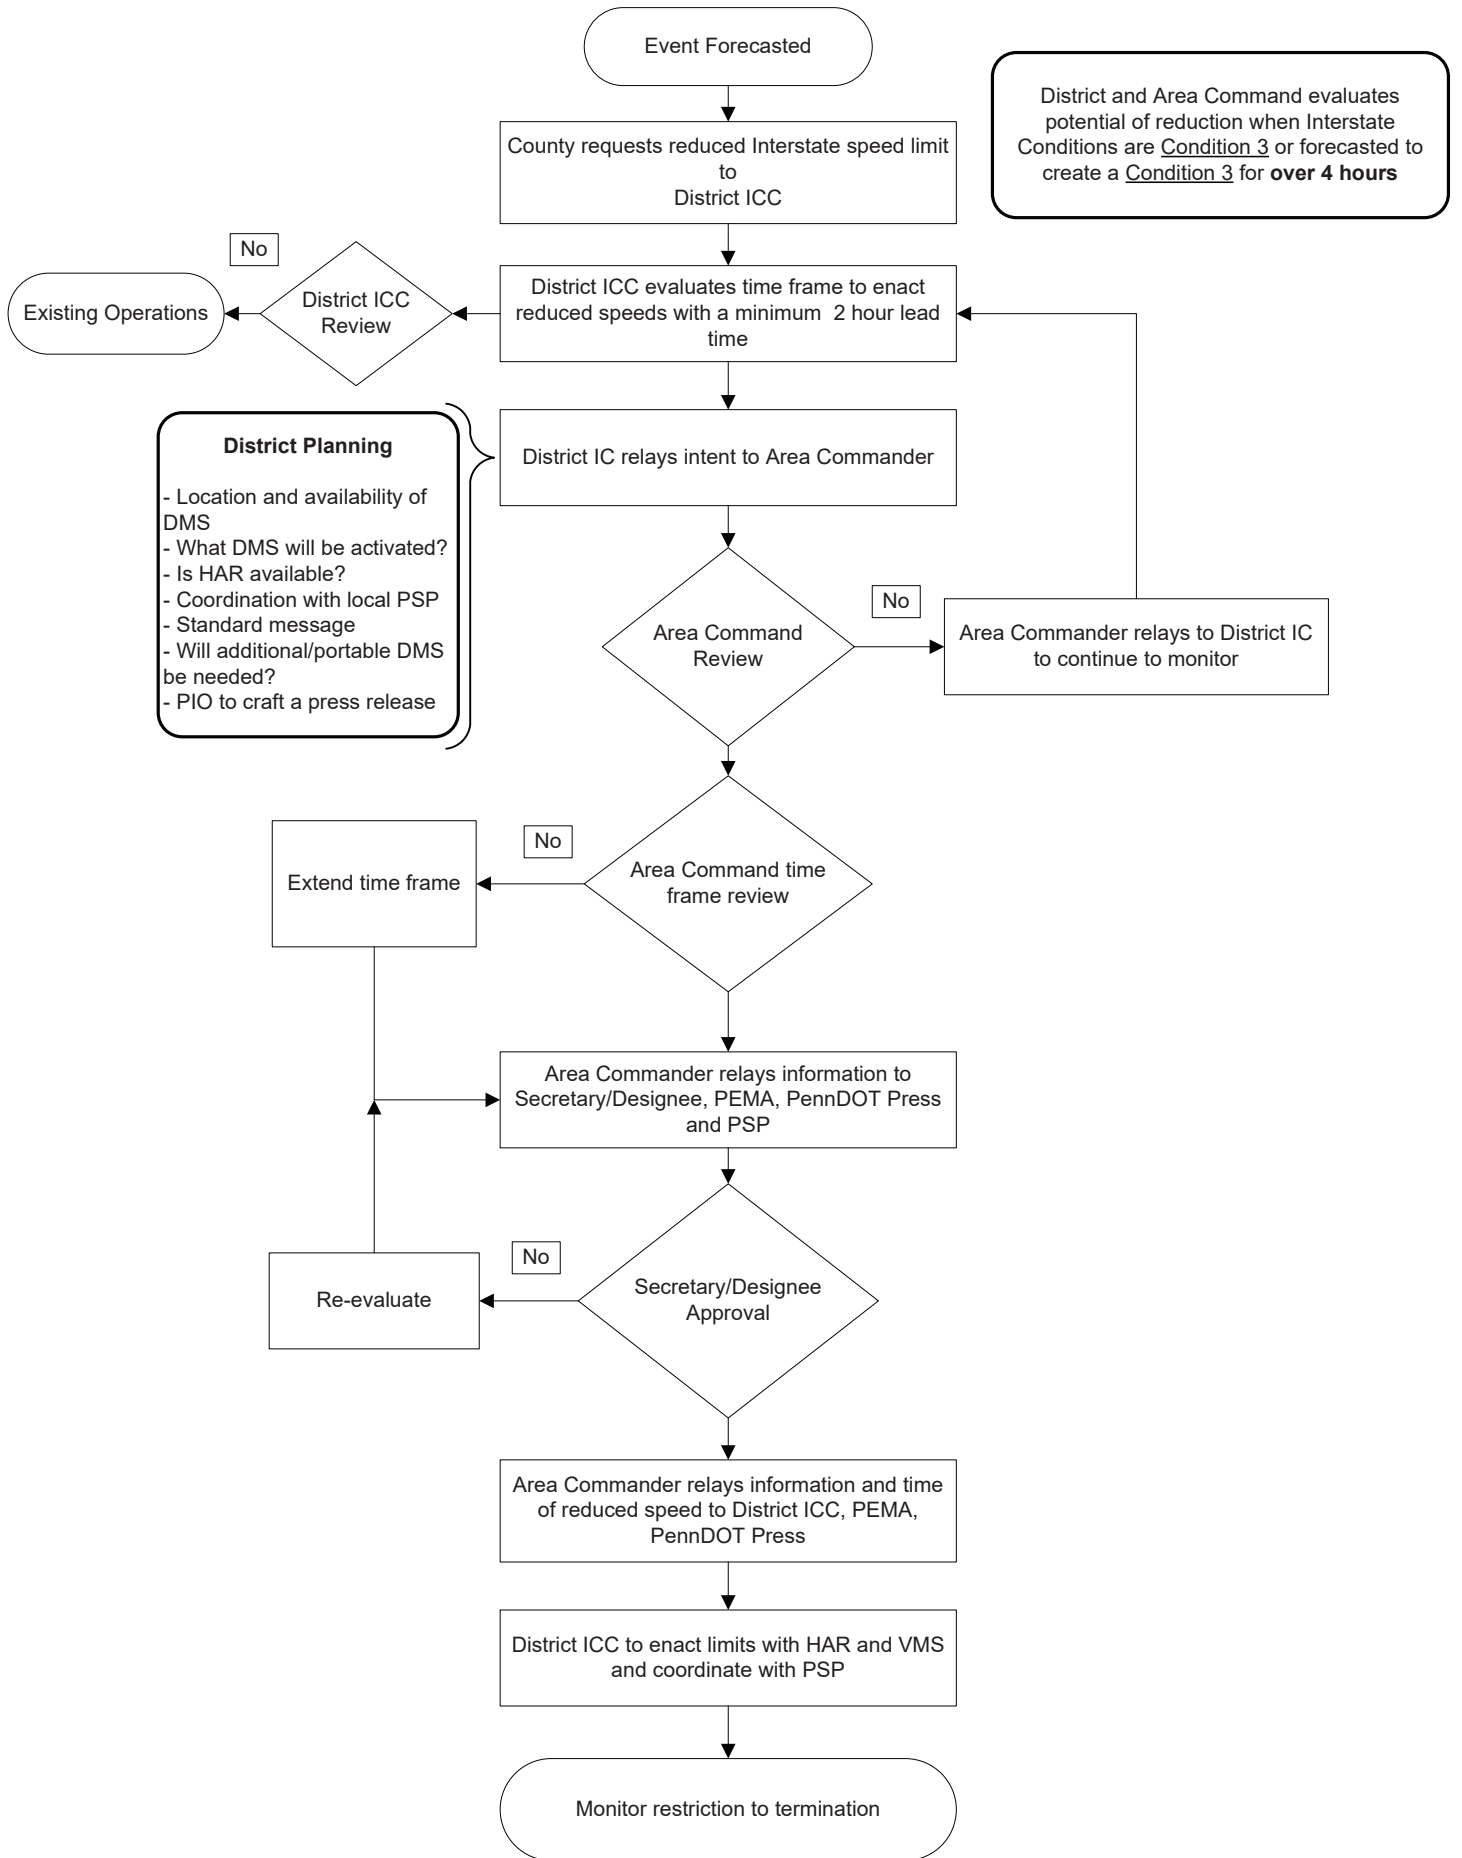 Event Forecasted
District and Area Command evaluates
potential of reduction when Interstate
Conditions are Condition 3 or forecasted to
create a Condition 3 for over 4 hours
County requests reduced Interstate speed limit
to
District ICC
No
Existing Operations
District ICC
Review
District ICC evaluates time frame to enact
reduced speeds with a minimum  2 hour lead
time
District Planning
- Location and availability of
DMS
- What DMS will be activated?
- Is HAR available?
- Coordination with local PSP
- Standard message
- Will additional/portable DMS
be needed?
- PIO to craft a press release
District IC relays intent to Area Commander
Area Command
Review
No
Area Commander relays to District IC
to continue to monitor
Area Command time
frame review
No
Extend time frame
Area Commander relays information to
Secretary/Designee, PEMA, PennDOT Press
and PSP
Secretary/Designee
Approval
No
Re-evaluate
Area Commander relays information and time
of reduced speed to District ICC, PEMA,
PennDOT Press
District ICC to enact limits with HAR and VMS
and coordinate with PSP
Monitor restriction to termination